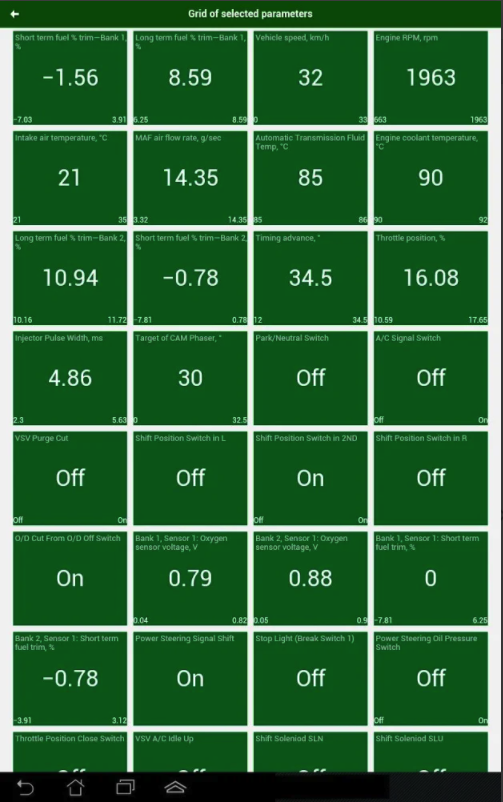 Grid of selected parameters
Short term fuel % trim—Bank 1,
%
−1.56
−7.03 3.91
Long term fuel % trim—Bank 1,
%
8.59
6.25 8.59
Vehicle speed, km/h
32
0 33
Engine RPM, rpm
1963
663 1963
Intake air temperature, °C
21
21 35
MAF air flow rate, g/sec
14.35
3.32 14.35
Automatic Transmission Fluid
Temp, °C
85
85 86
Engine coolant temperature,
°C
90
90 92
Long term fuel % trim—Bank 2,
%
10.94
10.16 11.72
Short term fuel % trim—Bank 2,
%
−0.78
−7.81 0.78
Timing advance, °
34.5
12 34.5
Throttle position, %
16.08
10.59 17.65
Injector Pulse Width, ms
4.86
2.3 5.63
Target of CAM Phaser, °
30
0 32.5
Park/Neutral Switch
Off
A/C Signal Switch
Off
Off On
VSV Purge Cut
Off
Off On
Shift Position Switch in L
Off
Shift Position Switch in 2ND
On
Off On
Shift Position Switch in R
Off
O/D Cut From O/D Off Switch
On
Bank 1, Sensor 1: Oxygen
sensor voltage, V
0.79
0.04 0.82
Bank 2, Sensor 1: Oxygen
sensor voltage, V
0.88
0.05 0.9
Bank 1, Sensor 1: Short term
fuel trim, %
0
−7.81 6.25
Bank 2, Sensor 1: Short term
fuel trim, %
−0.78
−3.91 3.12
Power Steering Signal Shift
On
Stop Light (Break Switch 1)
Off
Power Steering Oil Pressure
Switch
Off
Off On
Throttle Position Close Switch
VSV A/C Idle Up
Shift Soleniod SLN
Shift Soleniod SLU